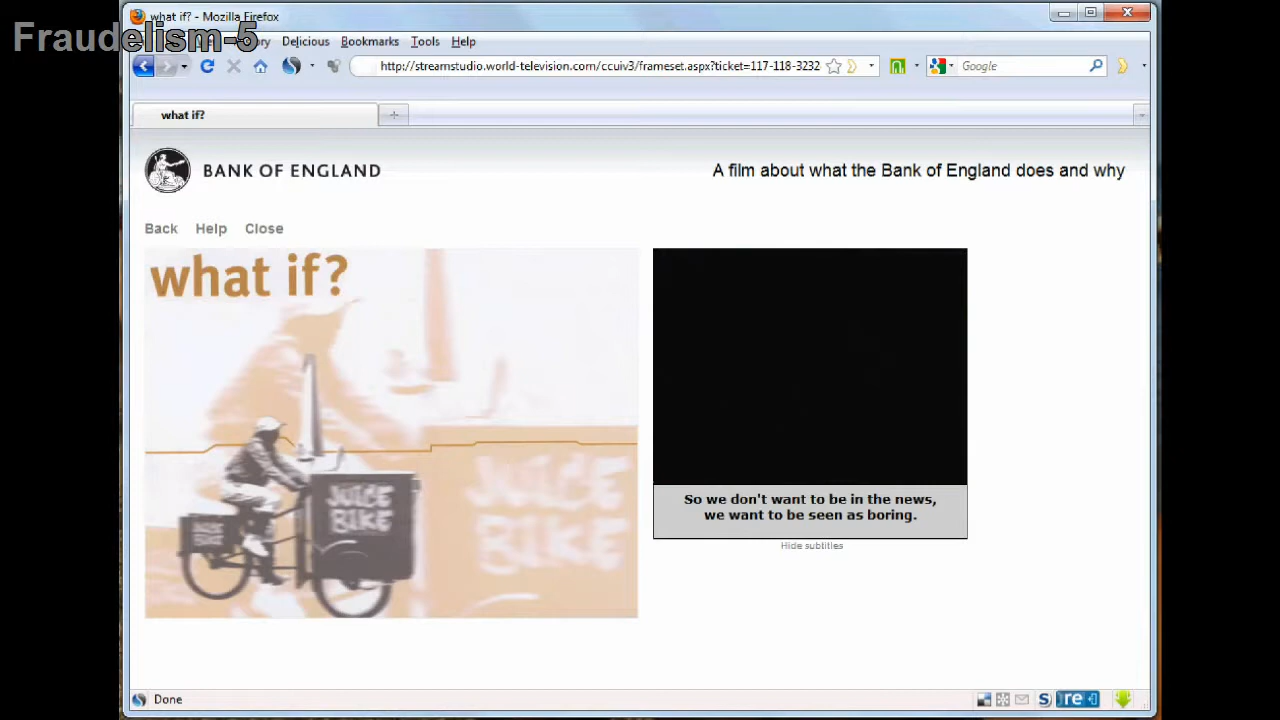 what if? - Mozilla Firefox
Fraudelism-5
Delicious Bookmarks Tools Help
http://streamstudio.world-television.com/ccuiv3/frameset.aspx?ticket=117-118-3232
Google
what if?
BANK OF ENGLAND
A film about what the Bank of England does and why
Back Help Close
what if?
JUICE BIKE
JUICE BIKE
JUICE BIKE
So we don't want to be in the news,
we want to be seen as boring.
Hide subtitles
Done
re